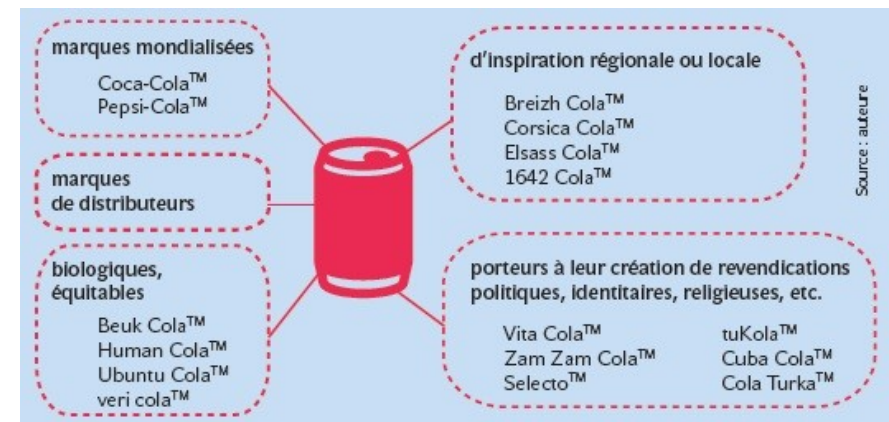 marques mondialisées
Coca-Cola™
Pepsi-Cola™
marques
de distributeurs
biologiques,
équitables
Beuk Cola™
Human Cola™
Ubuntu Cola™
veri cola™
d'inspiration régionale ou locale
Breizh Cola™
Corsica Cola™
Elsass Cola™
1642 Cola™
porteurs à leur création de revendications
politiques, identitaires, religieuses, etc.
Vita Cola™
Zam Zam Cola™
Selecto™
tuKola™
Cuba Cola™
Cola Turka™
Source : auteure